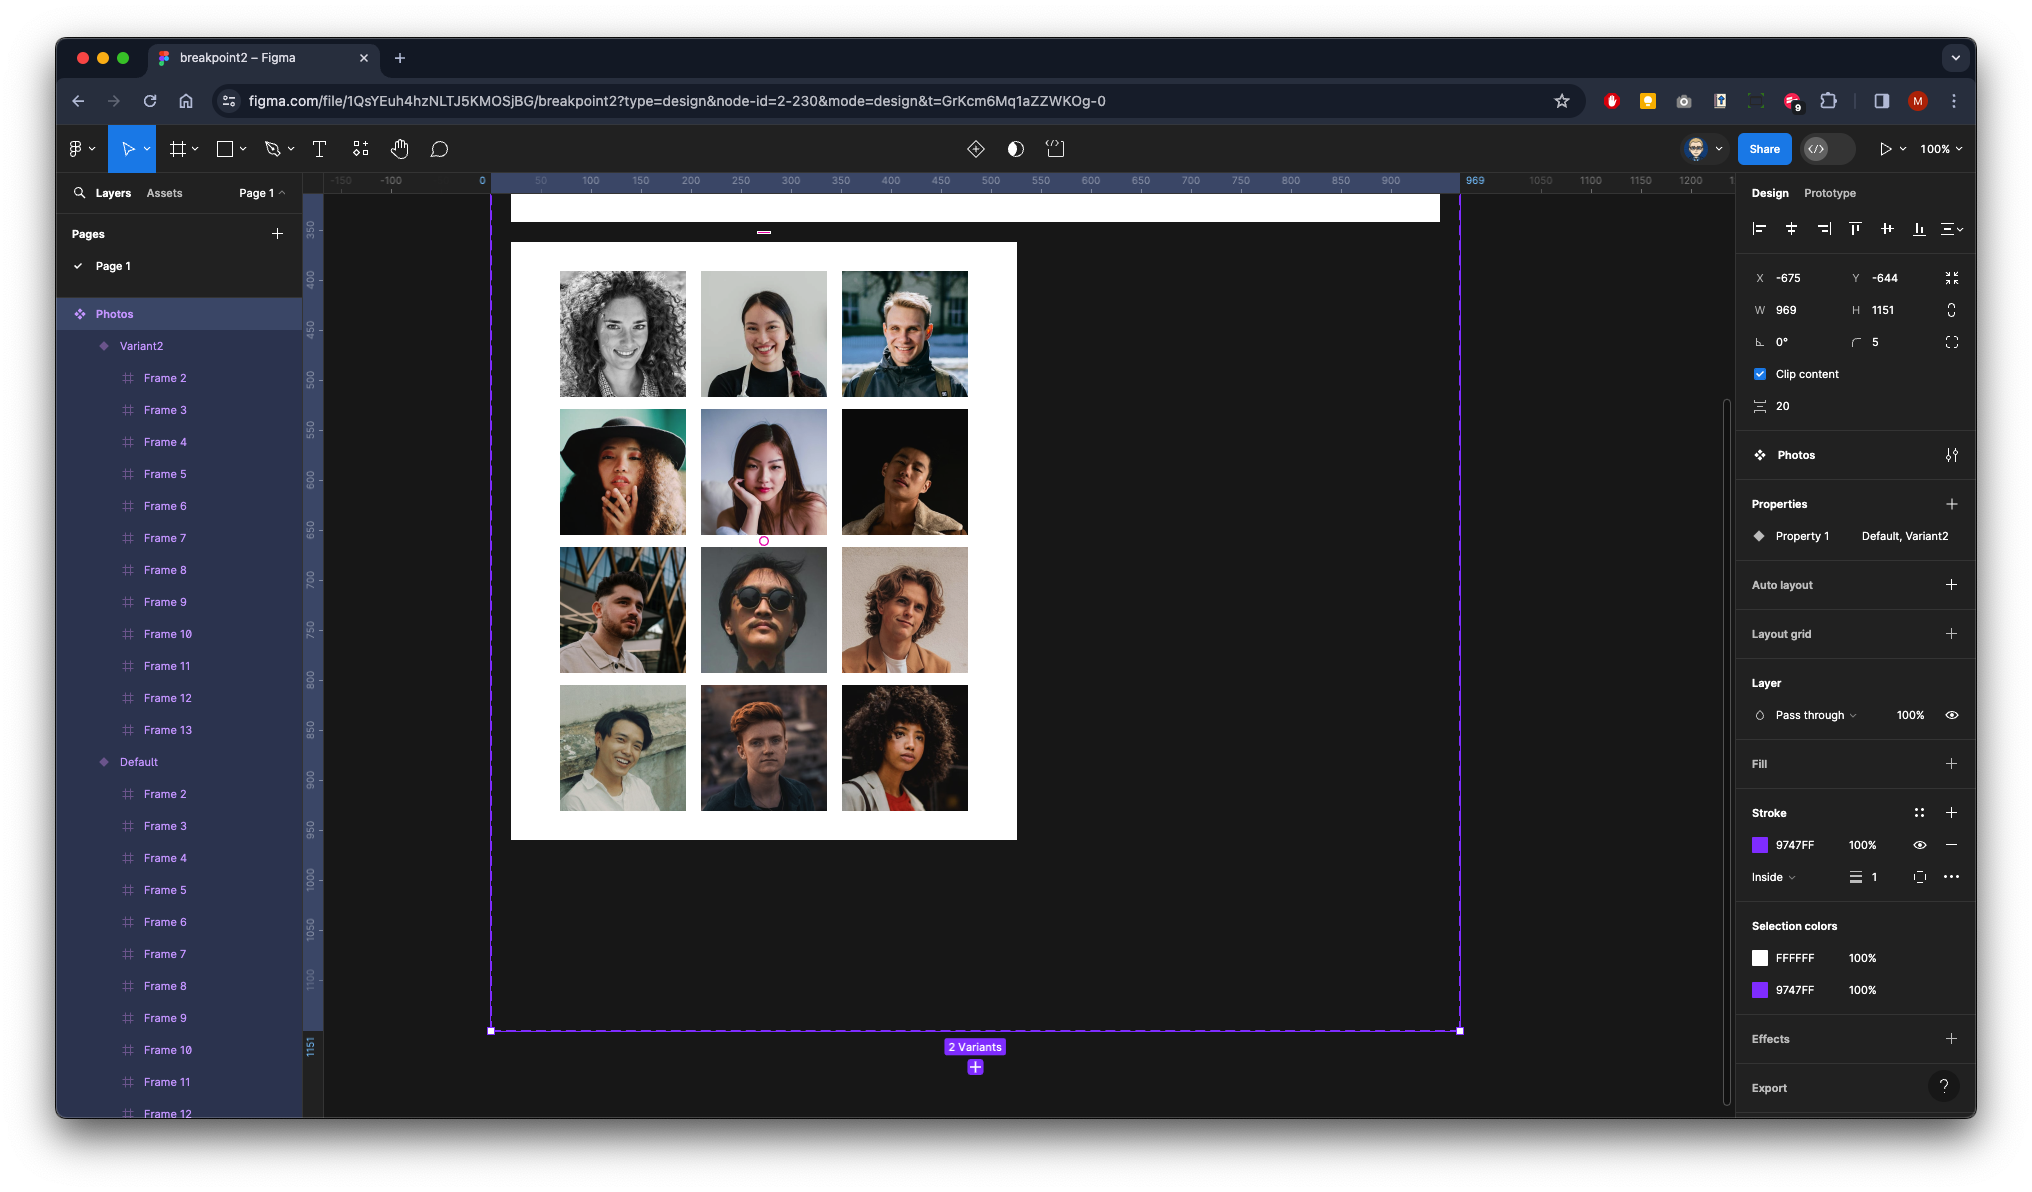 breakpoint2 – Figma
figma.com/file/1QsYEuh4hzNLTJ5KMOSjBG/breakpoint2?type=design&node-id=2-230&mode=design&t=GrKcm6Mq1aZZWKOg-0
9
M
Share
100%
Layers Assets Page 1
-150 -100 0 50 100 150 200 250 300 350 400 450 500 550 600 650 700 750 800 850 900 969 1050 1100 1150 1200
Design Prototype
Pages
Page 1
Photos
Variant2
Frame 2
Frame 3
Frame 4
Frame 5
Frame 6
Frame 7
Frame 8
Frame 9
Frame 10
Frame 11
Frame 12
Frame 13
Default
Frame 2
Frame 3
Frame 4
Frame 5
Frame 6
Frame 7
Frame 8
Frame 9
Frame 10
Frame 11
Frame 12
350
400
450
500
550
600
650
700
750
800
850
900
950
1000
1050
1100
1151
2 Variants
X -675 Y -644
W 969 H 1151
0° 5
Clip content
20
Photos
Properties
Property 1 Default, Variant2
Auto layout
Layout grid
Layer
Pass through 100%
Fill
Stroke
9747FF 100%
Inside 1
Selection colors
FFFFFF 100%
9747FF 100%
Effects
Export
?